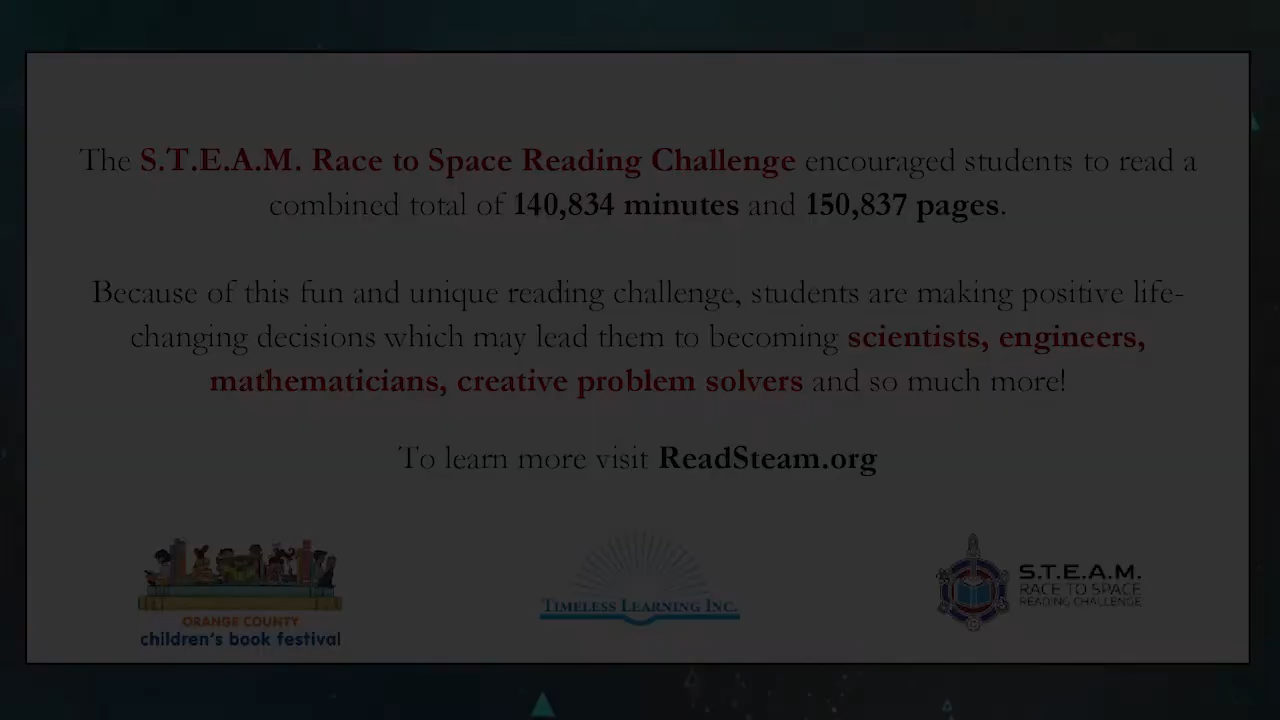 The S.T.E.A.M. Race to Space Reading Challenge encouraged students to read a
combined total of 140,834 minutes and 150,837 pages.
Because of this fun and unique reading challenge, students are making positive life-
changing decisions which may lead them to becoming scientists, engineers,
mathematicians, creative problem solvers and so much more!
To learn more visit ReadSteam.org
ORANGE COUNTY
children's book festival
TIMELESS LEARNING INC.
S.T.E.A.M.
RACE TO SPACE
READING CHALLENGE